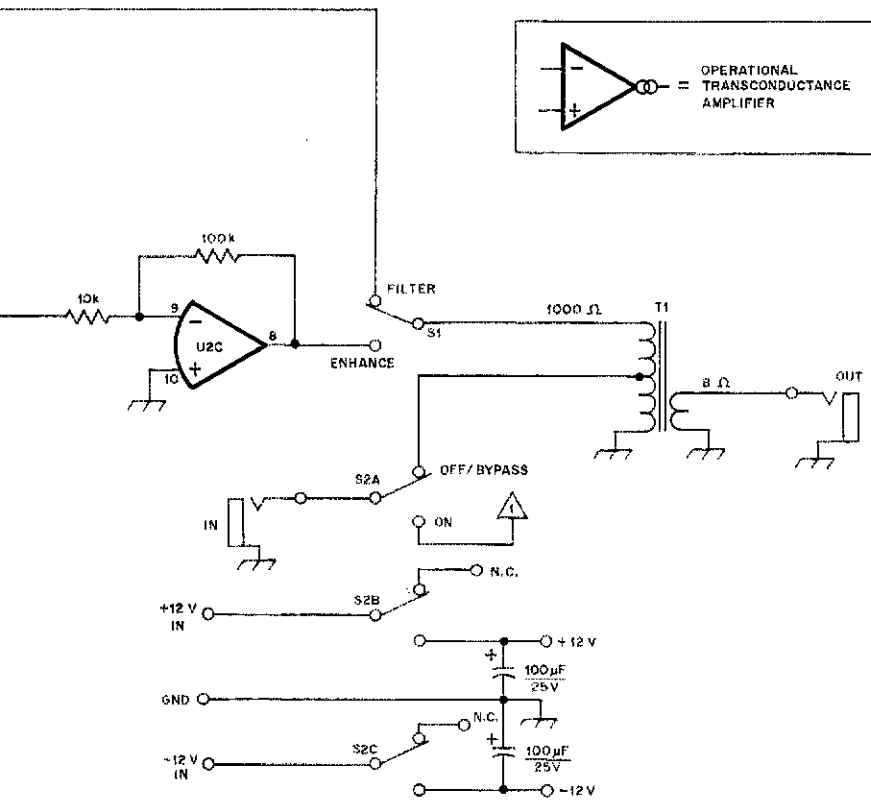 OPERATIONAL
= TRANSCONDUCTANCE
AMPLIFIER
−
+
100k
10k
9
−
U2C
8
10
+
FILTER
S1
ENHANCE
1000 Ω
T1
8 Ω
OUT
S2A
OFF/BYPASS
IN
ON
1
N.C.
S2B
+12 V
IN
+12 V
+
100µF
25V
GND
N.C.
+
S2C
100µF
25V
-12 V
IN
-12V